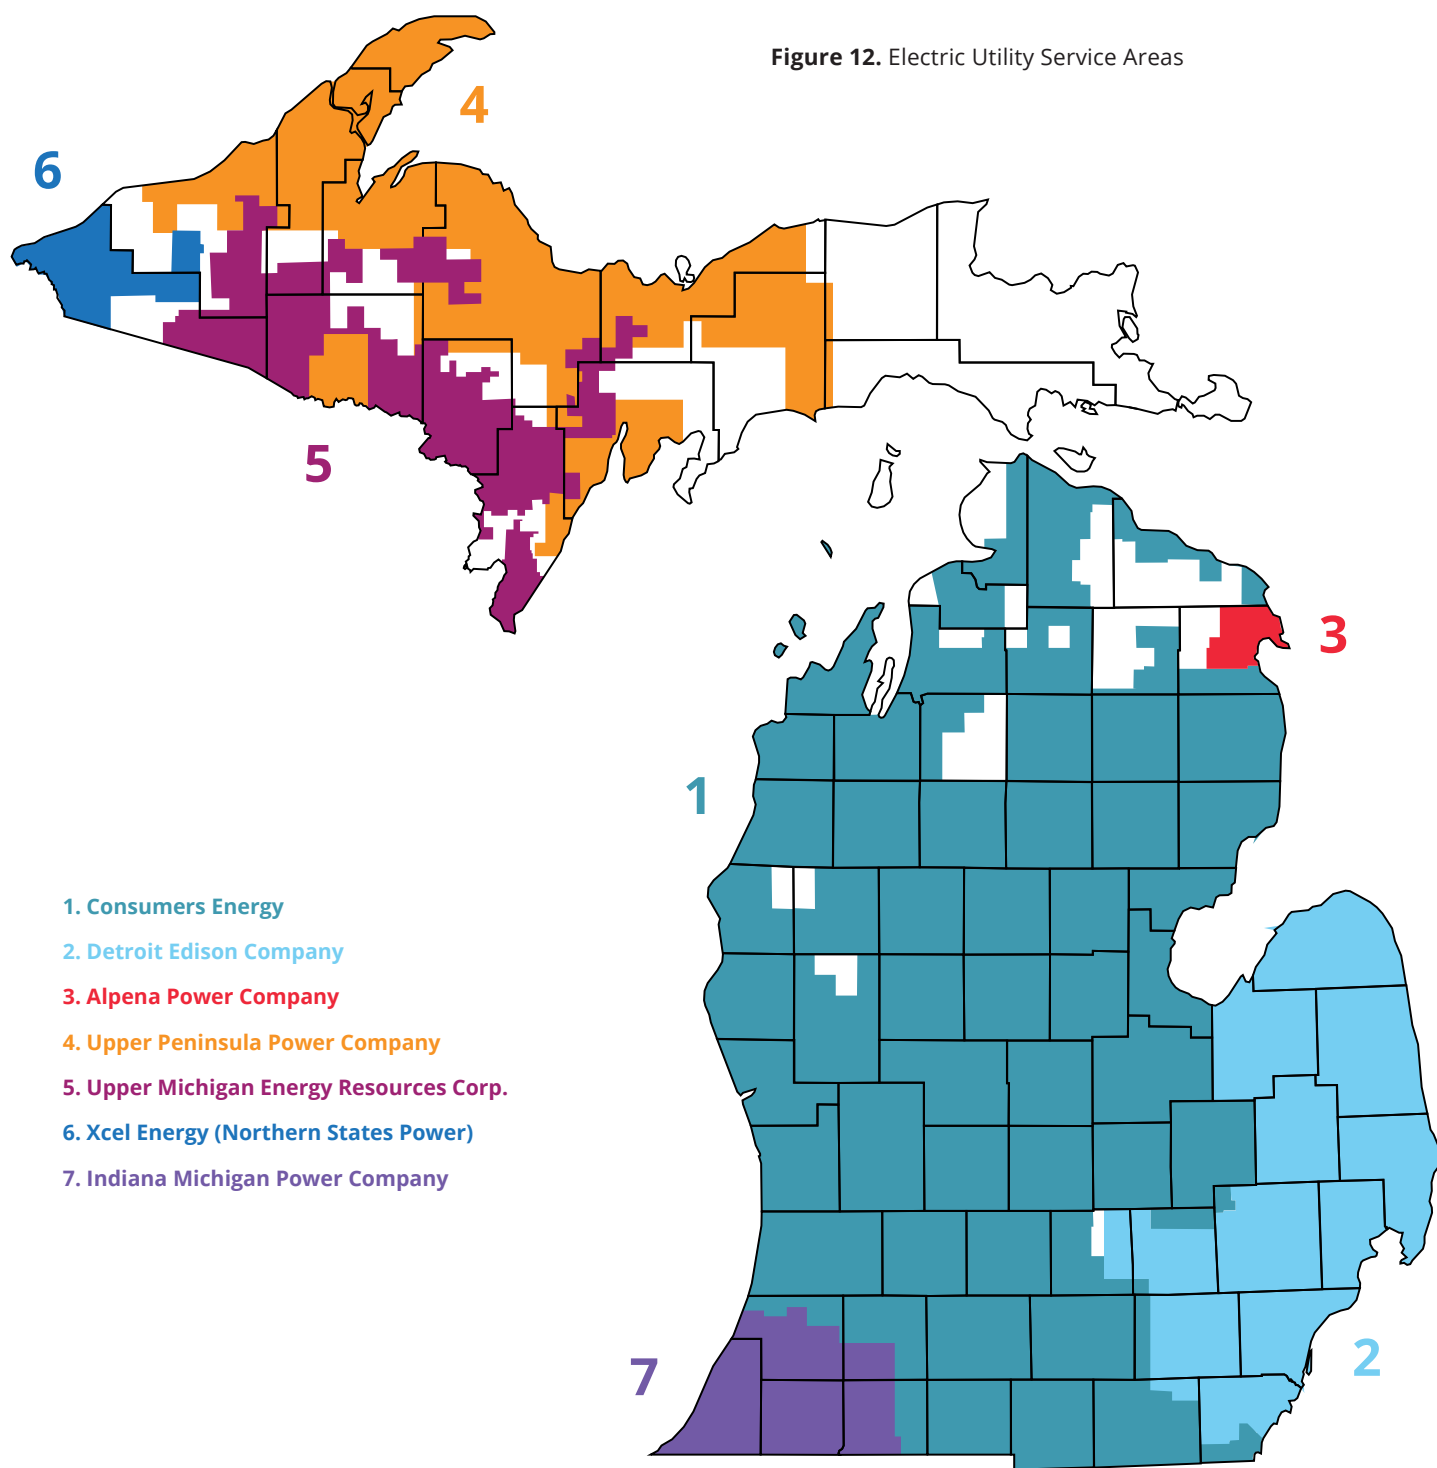 Figure 12. Electric Utility Service Areas
4
6
5
3
1
1. Consumers Energy
2. Detroit Edison Company
3. Alpena Power Company
4. Upper Peninsula Power Company
5. Upper Michigan Energy Resources Corp.
6. Xcel Energy (Northern States Power)
7. Indiana Michigan Power Company
2
7